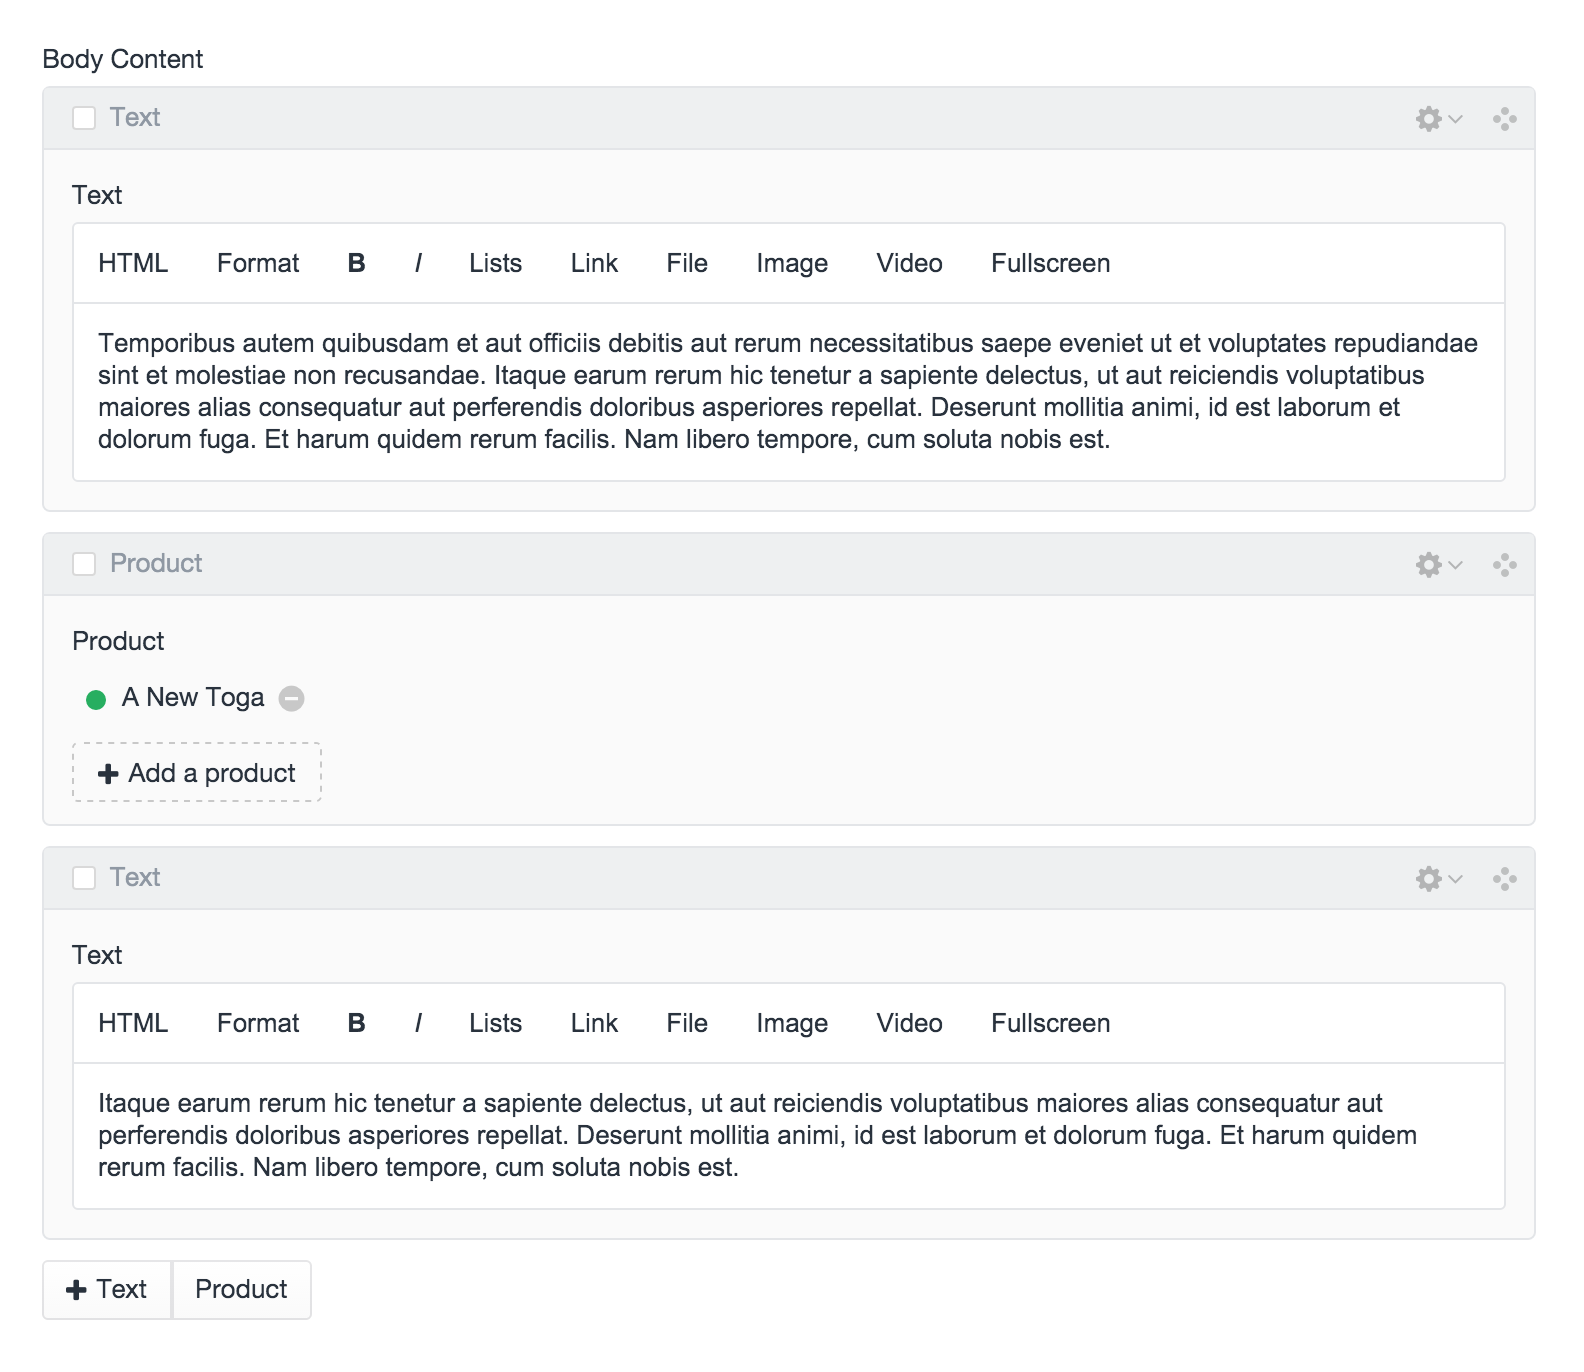 Body Content
Text
Text
HTML Format B I Lists Link File Image Video Fullscreen
Temporibus autem quibusdam et aut officiis debitis aut rerum necessitatibus saepe eveniet ut et voluptates repudiandae
sint et molestiae non recusandae. Itaque earum rerum hic tenetur a sapiente delectus, ut aut reiciendis voluptatibus
maiores alias consequatur aut perferendis doloribus asperiores repellat. Deserunt mollitia animi, id est laborum et
dolorum fuga. Et harum quidem rerum facilis. Nam libero tempore, cum soluta nobis est.
Product
Product
A New Toga
Add a product
Text
Text
HTML Format B I Lists Link File Image Video Fullscreen
Itaque earum rerum hic tenetur a sapiente delectus, ut aut reiciendis voluptatibus maiores alias consequatur aut
perferendis doloribus asperiores repellat. Deserunt mollitia animi, id est laborum et dolorum fuga. Et harum quidem
rerum facilis. Nam libero tempore, cum soluta nobis est.
Text Product